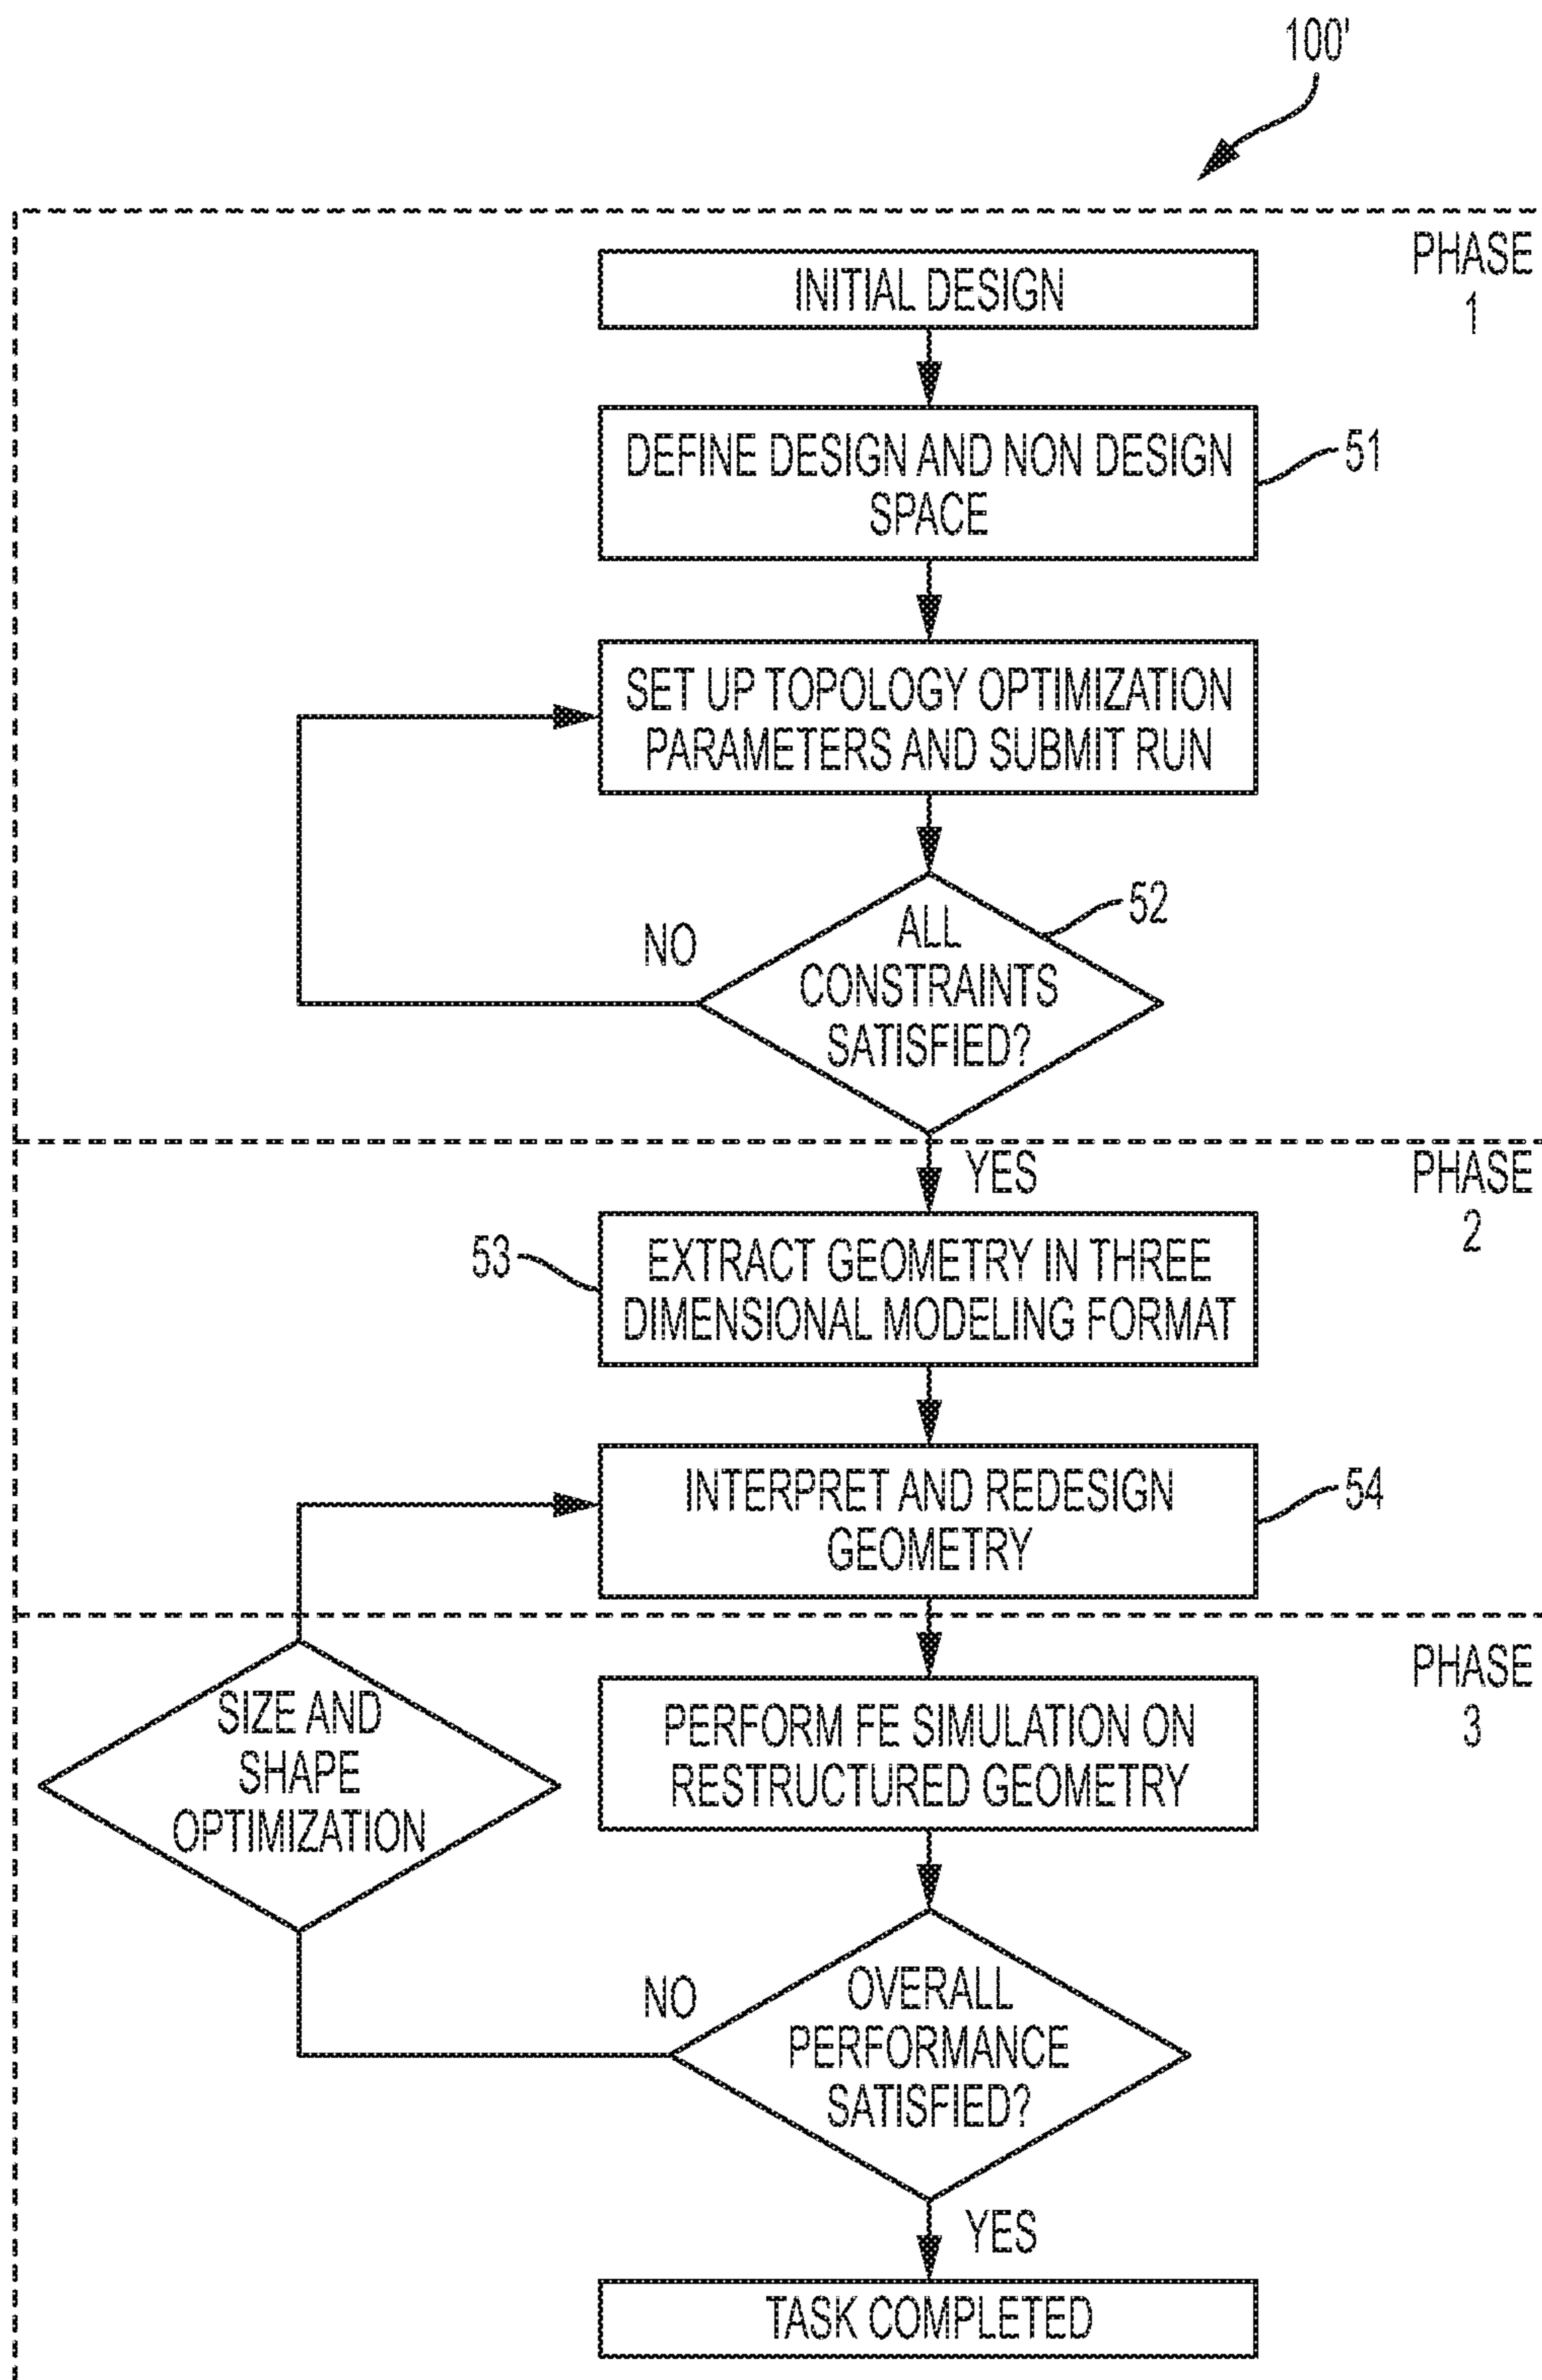 100'
PHASE
1
INITIAL DESIGN
DEFINE DESIGN AND NON DESIGN
SPACE
51
SET UP TOPOLOGY OPTIMIZATION
PARAMETERS AND SUBMIT RUN
52
NO
ALL
CONSTRAINTS
SATISFIED?
YES
PHASE
2
53
EXTRACT GEOMETRY IN THREE
DIMENSIONAL MODELING FORMAT
INTERPRET AND REDESIGN
GEOMETRY
54
PHASE
3
SIZE AND
SHAPE
OPTIMIZATION
PERFORM FE SIMULATION ON
RESTRUCTURED GEOMETRY
NO
OVERALL
PERFORMANCE
SATISFIED?
YES
TASK COMPLETED